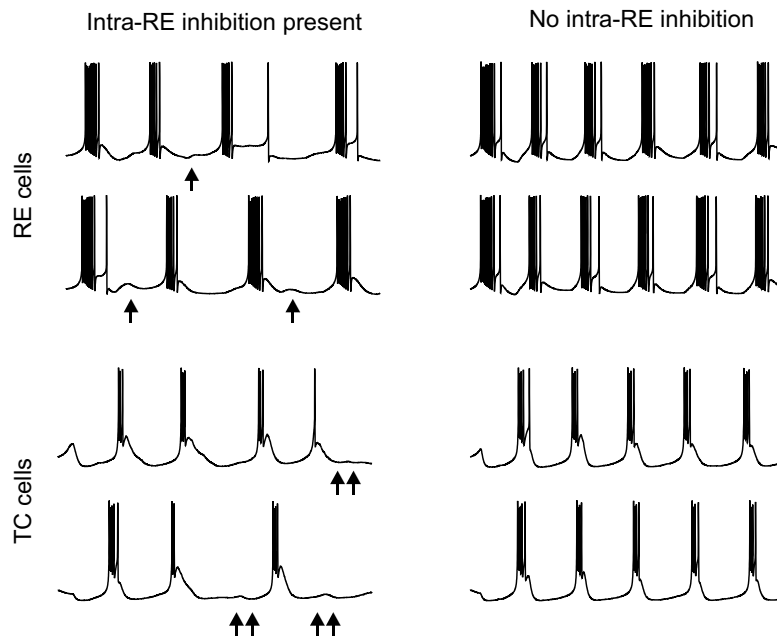 Intra-RE inhibition present
No intra-RE inhibition
RE cells
TC cells